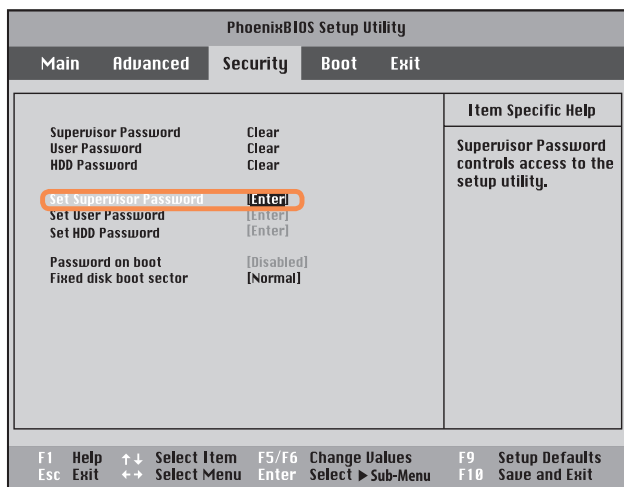 PhoenixBIOS Setup Utility
Main Advanced Security Boot Exit
Item Specific Help
Supervisor Password Clear
User Password Clear
HDD Password Clear
Set Supervisor Password [Enter]
Set User Password [Enter]
Set HDD Password [Enter]
Password on boot [Disabled]
Fixed disk boot sector [Normal]
Supervisor Password
controls access to the
setup utility.
F1 Help ↑↓ Select Item F5/F6 Change Values F9 Setup Defaults
Esc Exit ←→ Select Menu Enter Select ▶ Sub-Menu F10 Save and Exit